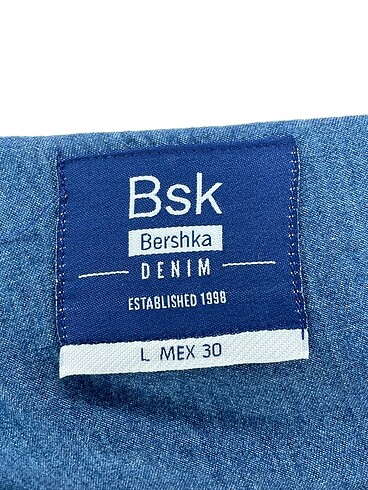 Bsk
Bershka
DENIM
ESTABLISHED 1998
L MEX 30